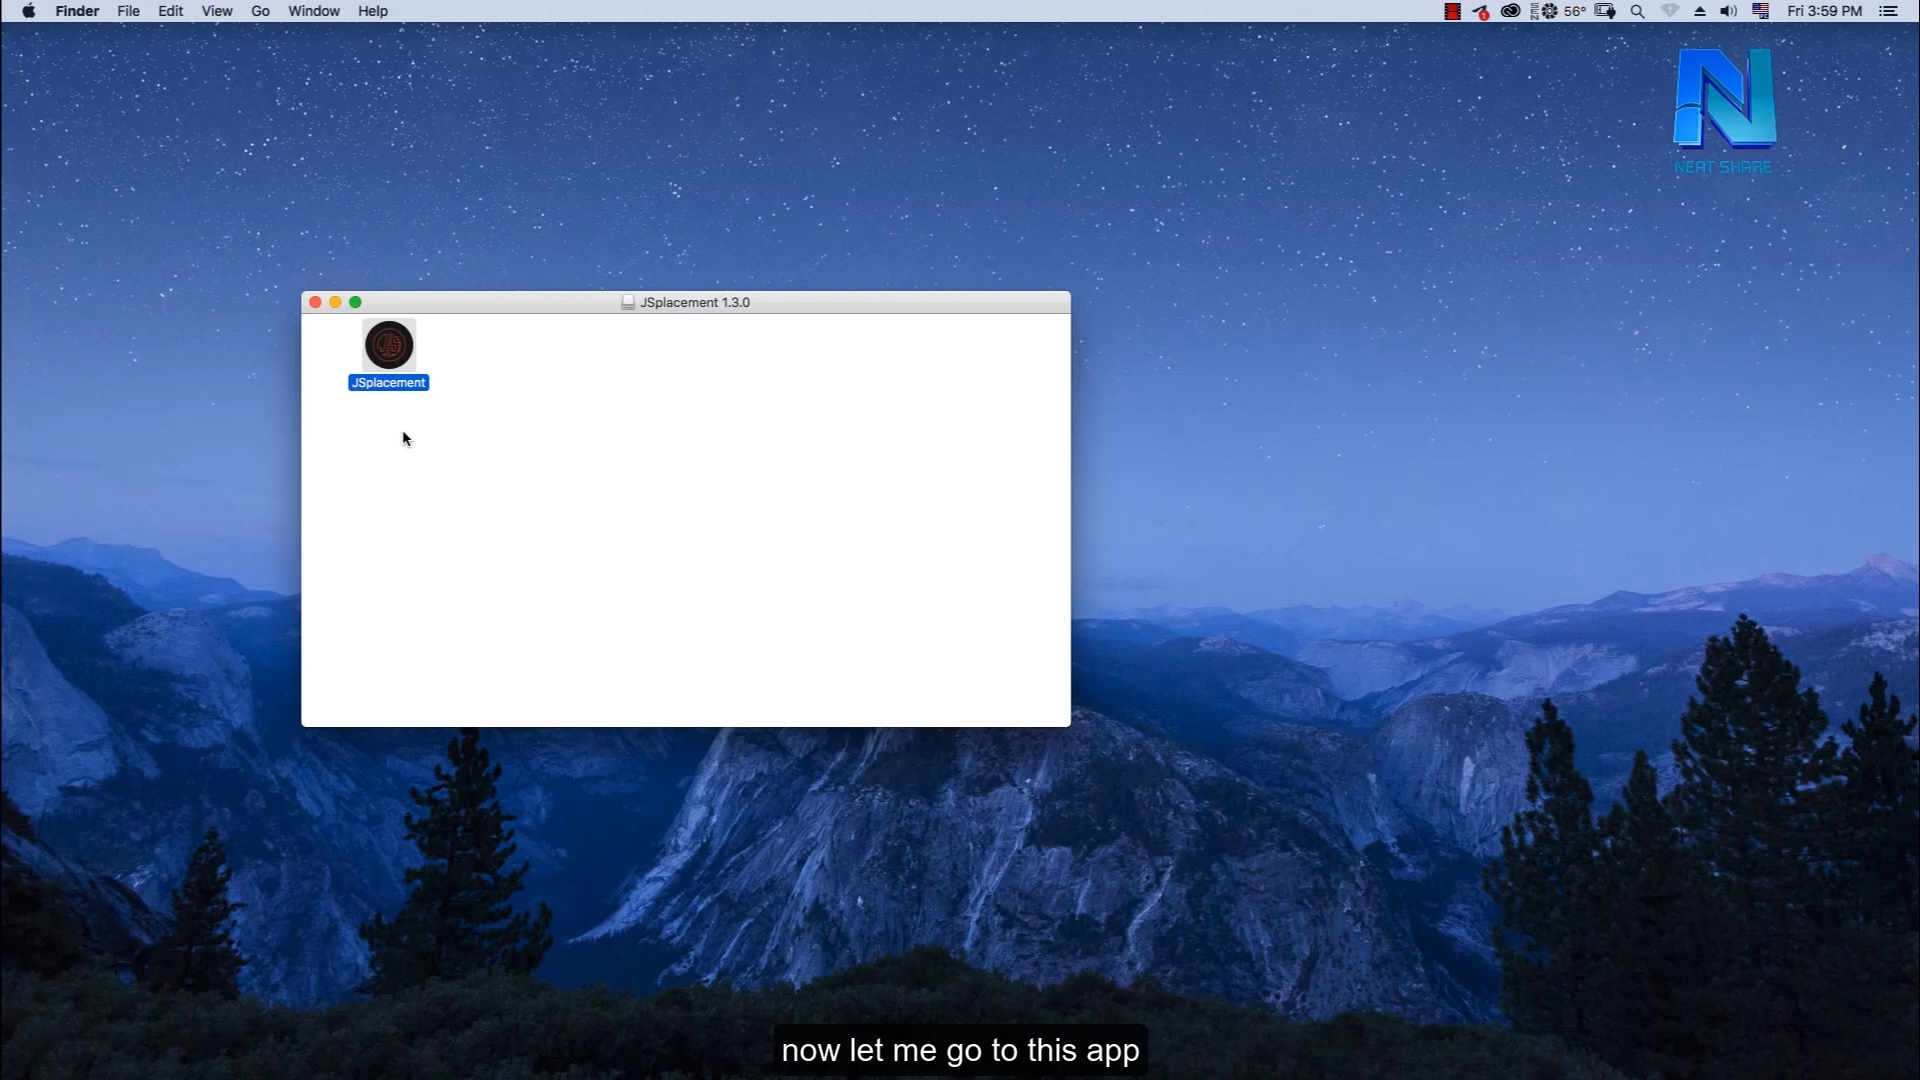 Finder File Edit View Go Window Help 56° Fri 3:59 PM
NEAT SHARE
JSplacement 1.3.0
JSplacement
now let me go to this app